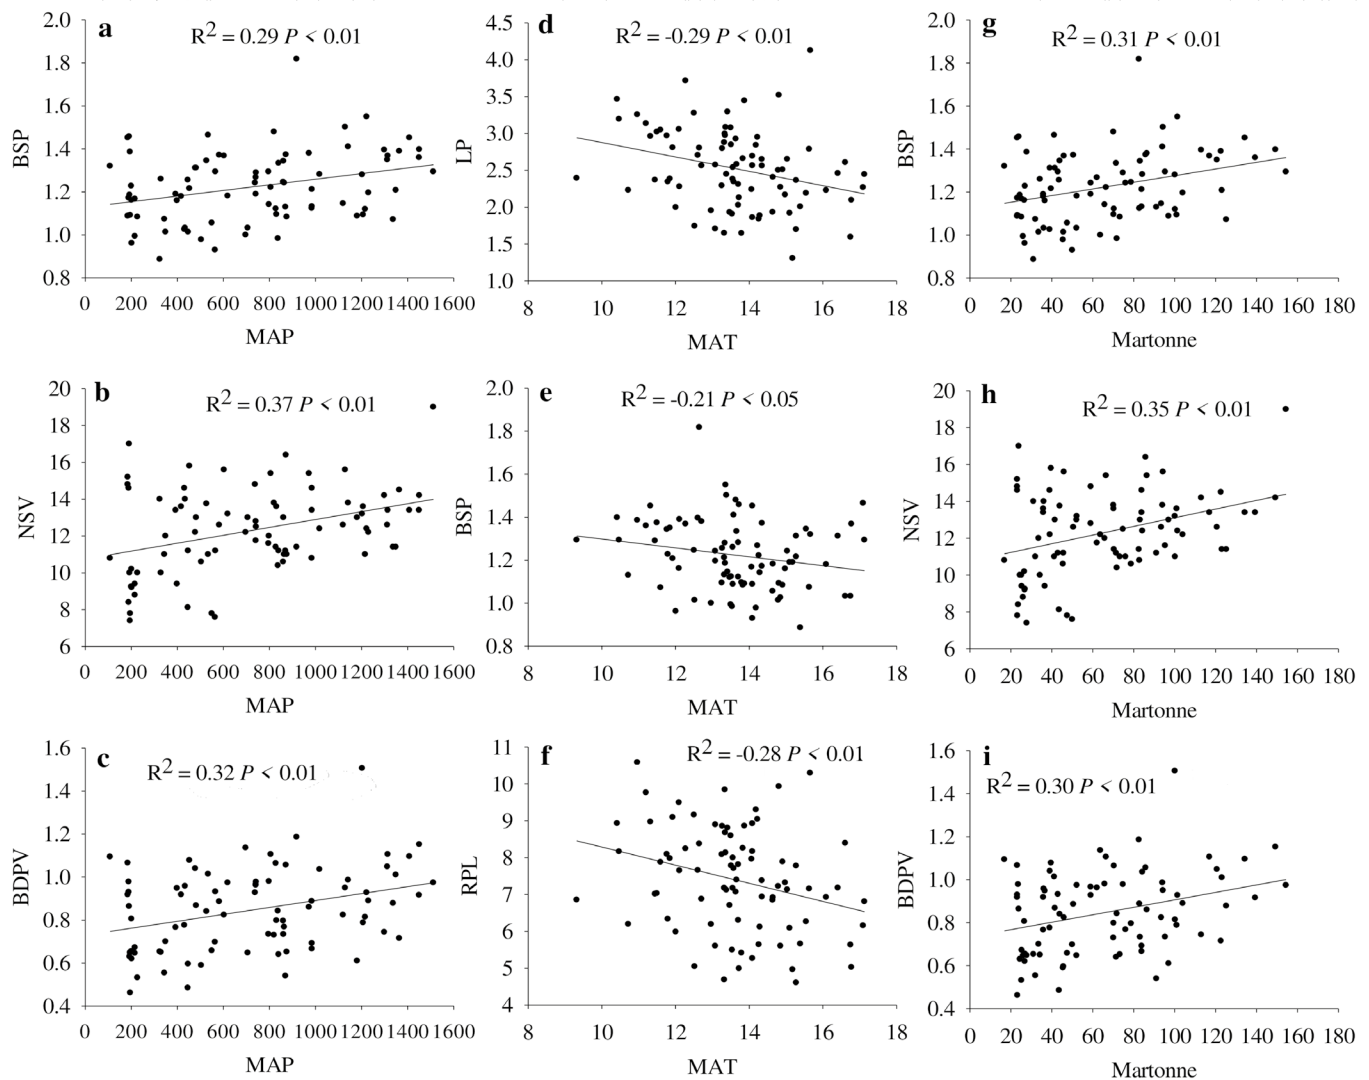 a
R2 = 0.29 P < 0.01
2.0
1.8
1.6
1.4
1.2
1.0
0.8
BSP
0 200 400 600 800 1000 1200 1400 1600
MAP
d
R2 = -0.29 P < 0.01
4.5
4.0
3.5
3.0
2.5
2.0
1.5
1.0
LP
8 10 12 14 16 18
MAT
g
R2 = 0.31 P < 0.01
2.0
1.8
1.6
1.4
1.2
1.0
0.8
BSP
0 20 40 60 80 100 120 140 160 180
Martonne
b
R2 = 0.37 P < 0.01
20
18
16
14
12
10
8
6
NSV
0 200 400 600 800 1000 1200 1400 1600
MAP
e
R2 = -0.21 P < 0.05
2.0
1.8
1.6
1.4
1.2
1.0
0.8
BSP
8 10 12 14 16 18
MAT
h
R2 = 0.35 P < 0.01
20
18
16
14
12
10
8
6
NSV
0 20 40 60 80 100 120 140 160 180
Martonne
c
R2 = 0.32 P < 0.01
1.6
1.4
1.2
1.0
0.8
0.6
0.4
BDPV
0 200 400 600 800 1000 1200 1400 1600
MAP
f
R2 = -0.28 P < 0.01
11
10
9
8
7
6
5
4
RPL
8 10 12 14 16 18
MAT
i
R2 = 0.30 P < 0.01
1.6
1.4
1.2
1.0
0.8
0.6
0.4
BDPV
0 20 40 60 80 100 120 140 160 180
Martonne